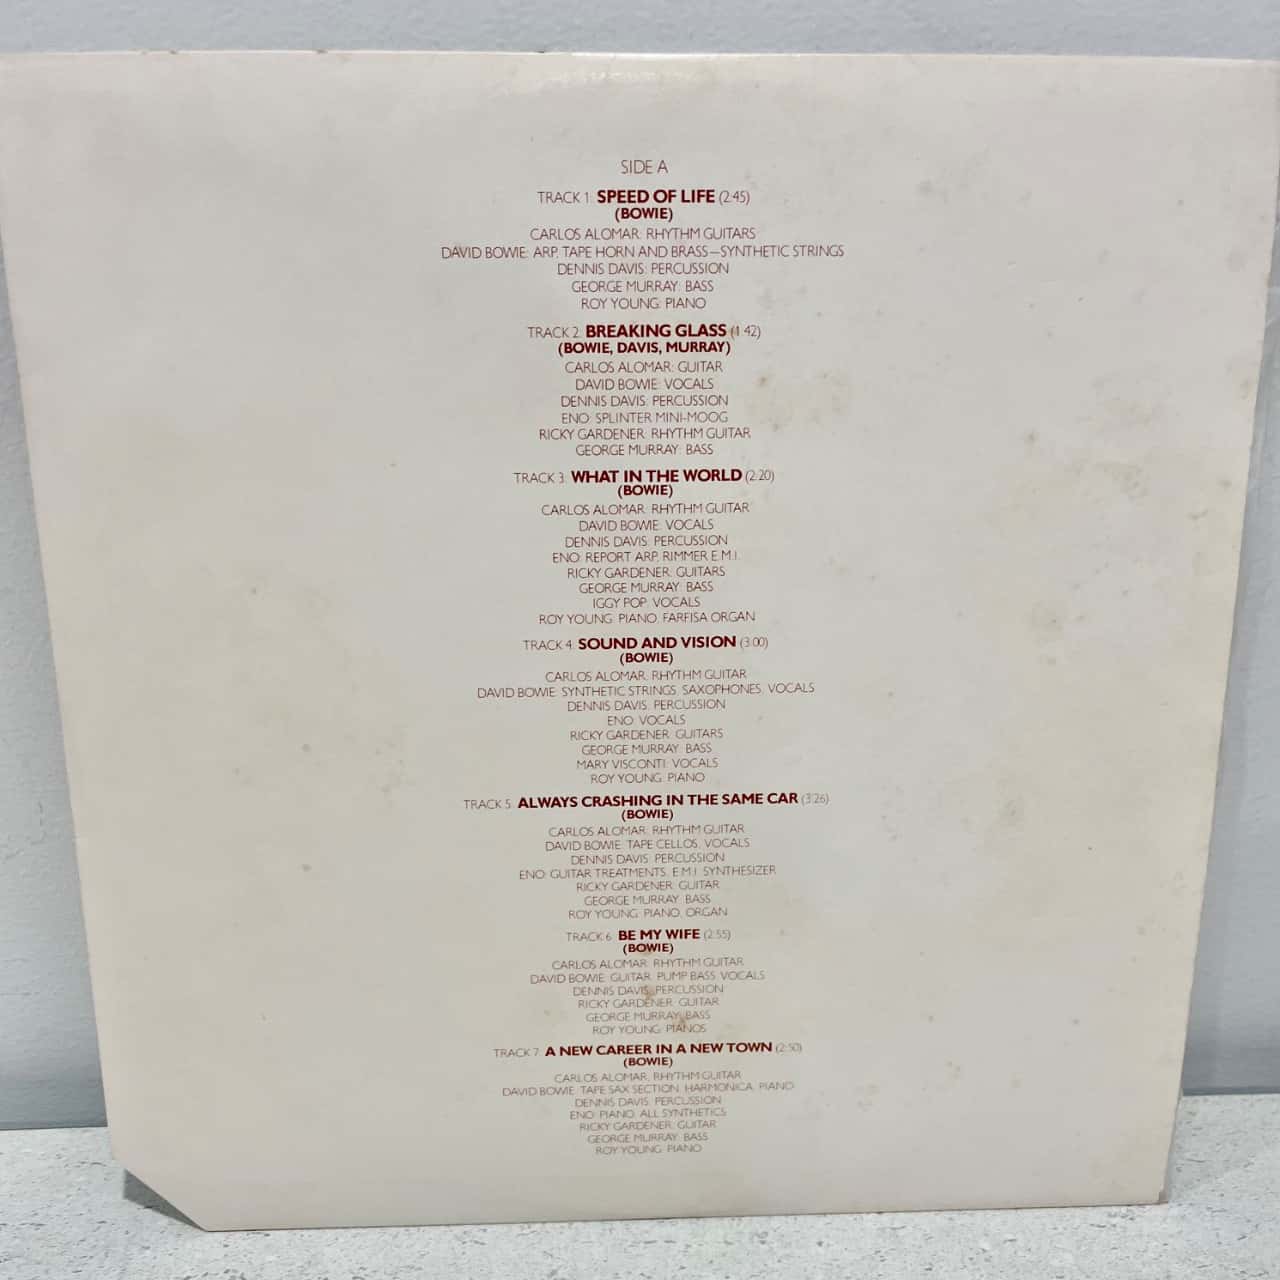 SIDE A
TRACK 1. SPEED OF LIFE (2:45)
(BOWIE)
CARLOS ALOMAR: RHYTHM GUITARS
DAVID BOWIE: ARP, TAPE HORN AND BRASS—SYNTHETIC STRINGS
DENNIS DAVIS: PERCUSSION
GEORGE MURRAY: BASS
ROY YOUNG: PIANO
TRACK 2. BREAKING GLASS (1:42)
(BOWIE, DAVIS, MURRAY)
CARLOS ALOMAR: GUITAR
DAVID BOWIE: VOCALS
DENNIS DAVIS: PERCUSSION
ENO: SPLINTER MINI-MOOG
RICKY GARDENER: RHYTHM GUITAR
GEORGE MURRAY: BASS
TRACK 3. WHAT IN THE WORLD (2:20)
(BOWIE)
CARLOS ALOMAR: RHYTHM GUITAR
DAVID BOWIE: VOCALS
DENNIS DAVIS: PERCUSSION
ENO: REPORT ARP, RIMMER E.M.I.
RICKY GARDENER: GUITARS
GEORGE MURRAY: BASS
IGGY POP: VOCALS
ROY YOUNG: PIANO, FARFISA ORGAN
TRACK 4. SOUND AND VISION (3:00)
(BOWIE)
CARLOS ALOMAR: RHYTHM GUITAR
DAVID BOWIE: SYNTHETIC STRINGS, SAXOPHONES, VOCALS
DENNIS DAVIS: PERCUSSION
ENO: VOCALS
RICKY GARDENER: GUITARS
GEORGE MURRAY: BASS
MARY VISCONTI: VOCALS
ROY YOUNG: PIANO
TRACK 5. ALWAYS CRASHING IN THE SAME CAR (3:26)
(BOWIE)
CARLOS ALOMAR: RHYTHM GUITAR
DAVID BOWIE: TAPE CELLOS, VOCALS
DENNIS DAVIS: PERCUSSION
ENO: GUITAR TREATMENTS, E.M.I. SYNTHESIZER
RICKY GARDENER: GUITAR
GEORGE MURRAY: BASS
ROY YOUNG: PIANO, ORGAN
TRACK 6. BE MY WIFE (2:55)
(BOWIE)
CARLOS ALOMAR: RHYTHM GUITAR
DAVID BOWIE: GUITAR, PUMP BASS, VOCALS
DENNIS DAVIS: PERCUSSION
RICKY GARDENER: GUITAR
GEORGE MURRAY: BASS
ROY YOUNG: PIANOS
TRACK 7. A NEW CAREER IN A NEW TOWN (2:50)
(BOWIE)
CARLOS ALOMAR: RHYTHM GUITAR
DAVID BOWIE: TAPE SAX SECTION, HARMONICA, PIANO
DENNIS DAVIS: PERCUSSION
ENO: PIANO, ALL SYNTHETICS
RICKY GARDENER: GUITAR
GEORGE MURRAY: BASS
ROY YOUNG: PIANO